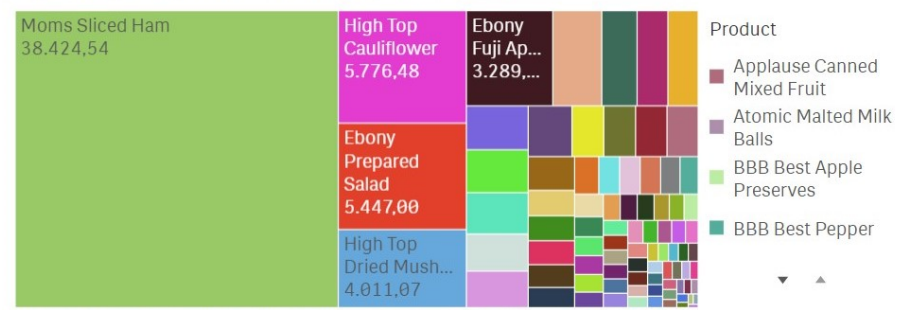 Moms Sliced Ham
38.424,54
High Top
Cauliflower
5.776,48
Ebony
Prepared
Salad
5.447,00
High Top
Dried Mush...
4.011,07
Ebony
Fuji Ap...
3.289,...
Product
Applause Canned
Mixed Fruit
Atomic Malted Milk
Balls
BBB Best Apple
Preserves
BBB Best Pepper